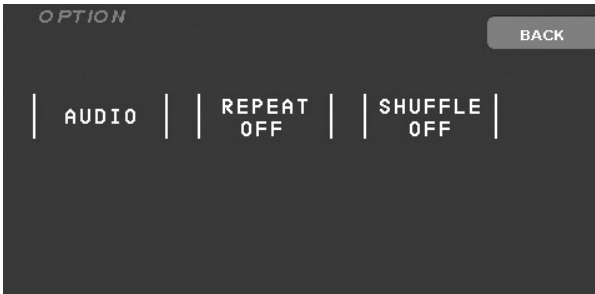 OPTION
BACK
AUDIO
REPEAT
OFF
SHUFFLE
OFF